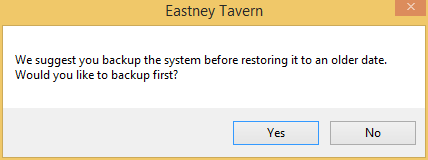 Eastney Tavern
We suggest you backup the system before restoring it to an older date.
Would you like to backup first?
Yes No